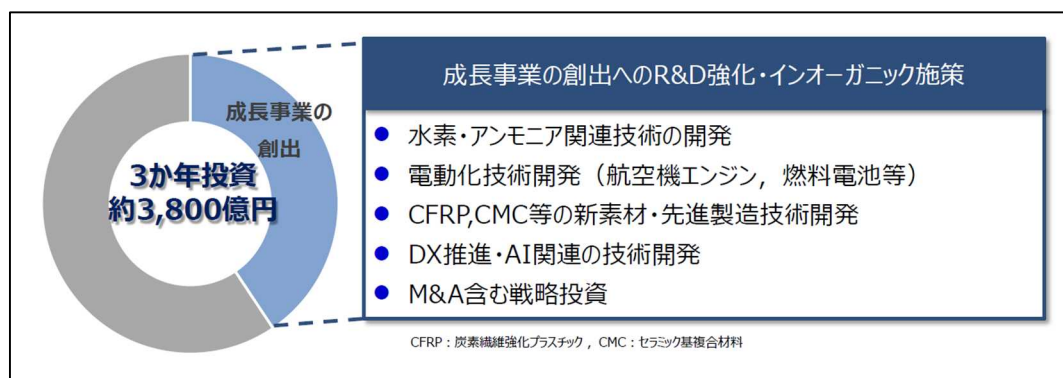 成長事業の
創出
3か年投資
約3,800億円
成長事業の創出へのR&D強化・インオーガニック施策
● 水素・アンモニア関連技術の開発
● 電動化技術開発（航空機エンジン，燃料電池等）
● CFRP,CMC等の新素材・先進製造技術開発
● DX推進・AI関連の技術開発
● M&A含む戦略投資
CFRP：炭素繊維強化プラスチック，CMC：セラミック基複合材料